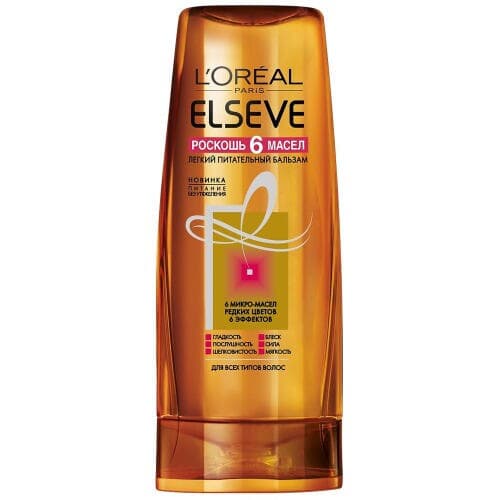 L'ORÉAL
PARIS
ELSEVE
РОСКОШЬ 6 МАСЕЛ
ЛЕГКИЙ ПИТАТЕЛЬНЫЙ БАЛЬЗАМ
НОВИНКА
ПИТАНИЕ
БЕЗ УТЯЖЕЛЕНИЯ
6 МИКРО-МАСЕЛ
РЕДКИХ ЦВЕТОВ
6 ЭФФЕКТОВ
ГЛАДКОСТЬ БЛЕСК
ПОСЛУШНОСТЬ СИЛА
ШЕЛКОВИСТОСТЬ МЯГКОСТЬ
ДЛЯ ВСЕХ ТИПОВ ВОЛОС